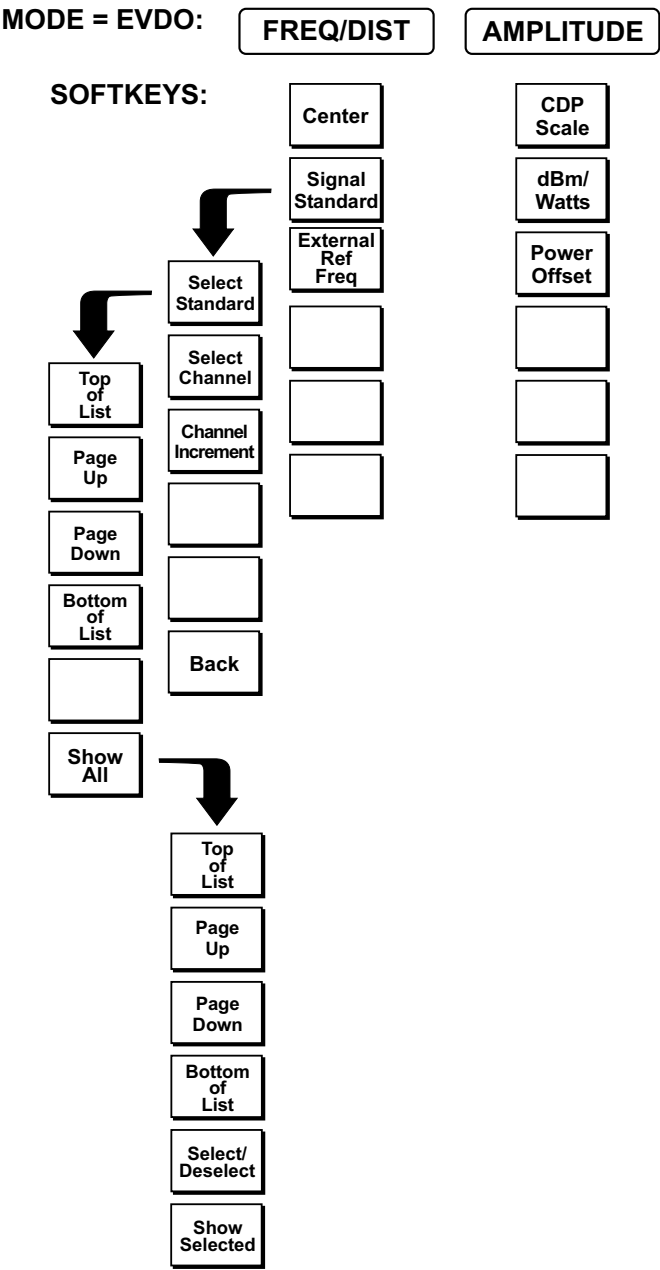 MODE = EVDO:
FREQ/DIST
AMPLITUDE
SOFTKEYS:
Center
Signal
Standard
External
Ref
Freq
CDP
Scale
dBm/
Watts
Power
Offset
Select
Standard
Select
Channel
Channel
Increment
Back
Top
of
List
Page
Up
Page
Down
Bottom
of
List
Show
All
Top
of
List
Page
Up
Page
Down
Bottom
of
List
Select/
Deselect
Show
Selected